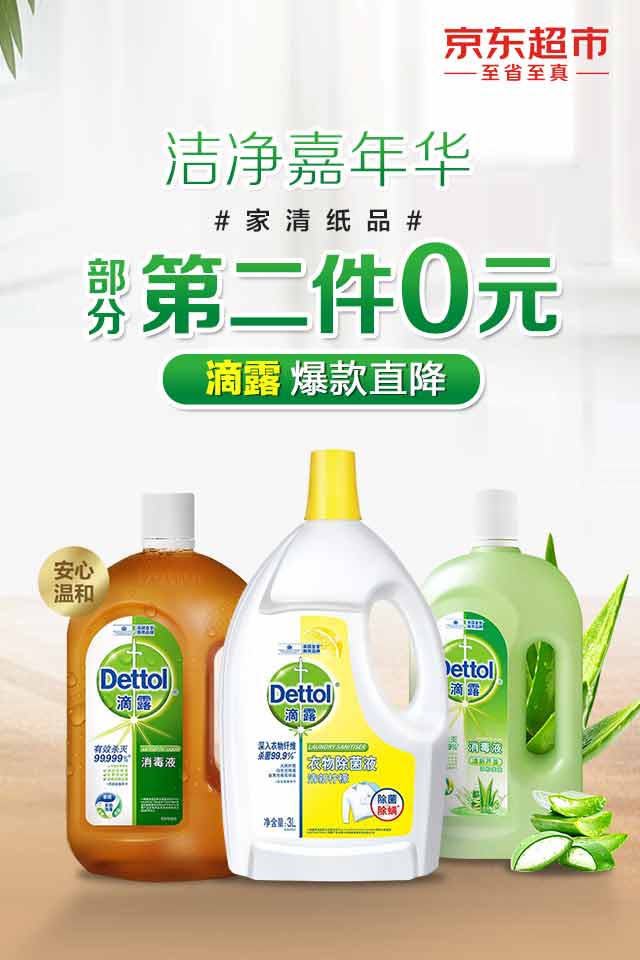 京东超市
至省至真
洁净嘉年华
#家清纸品#
部分 第二件0元
滴露 爆款直降
安心
温和
Dettol
滴露
有效杀灭
99.999%
消毒液
Dettol
滴露
深入衣物纤维
杀菌99.9%
LAUNDRY SANITISER
衣物除菌液
清新柠檬
除菌
除螨
净含量:3L
Dettol
滴露
消毒液